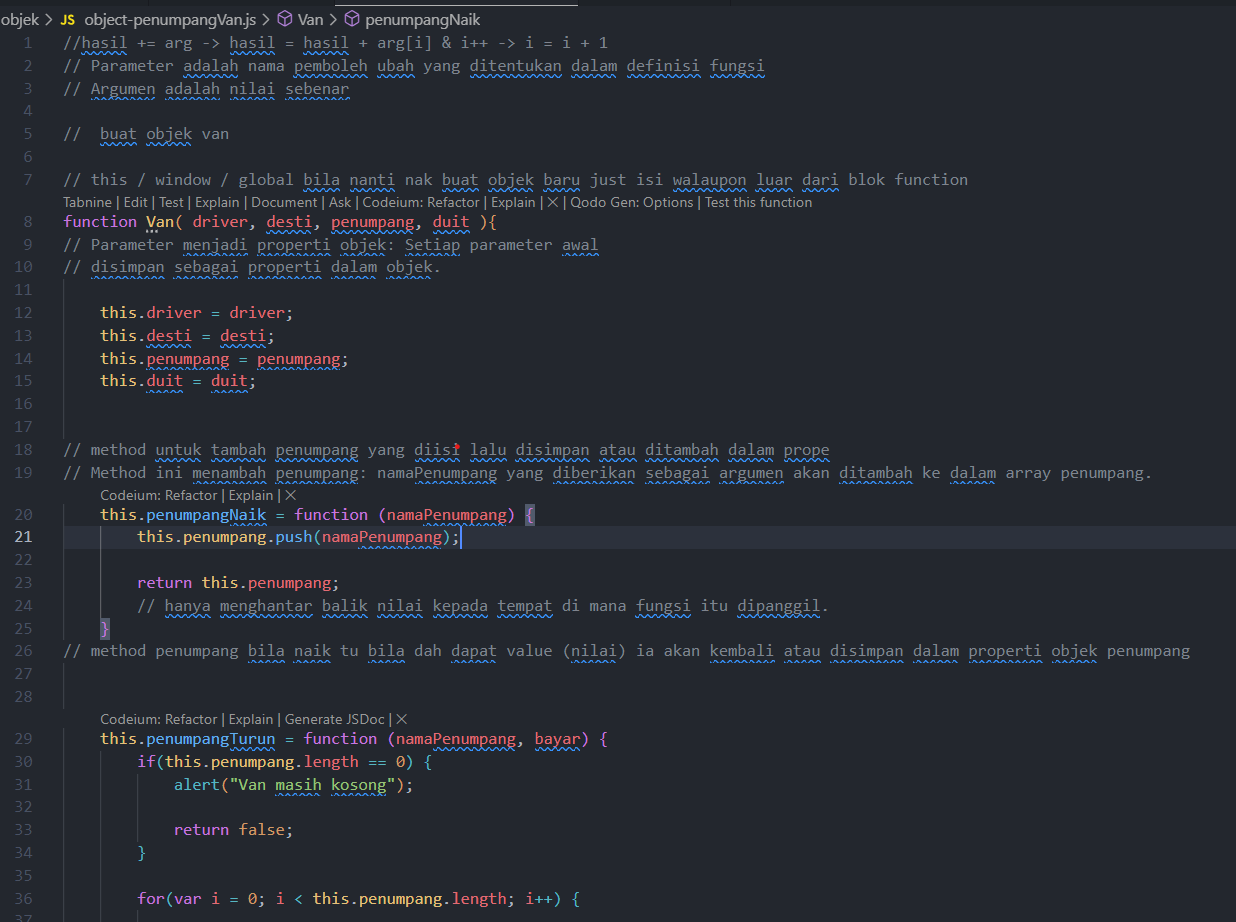 objek > JS object-penumpangVan.js > Van > penumpangNaik
1 //hasil += arg -> hasil = hasil + arg[i] & i++ -> i = i + 1
2 // Parameter adalah nama pemboleh ubah yang ditentukan dalam definisi fungsi
3 // Argumen adalah nilai sebenar
4
5 //  buat objek van
6
7 // this / window / global bila nanti nak buat objek baru just isi walaupon luar dari blok function
Tabnine | Edit | Test | Explain | Document | Ask | Codeium: Refactor | Explain | X | Qodo Gen: Options | Test this function
8 function Van( driver, desti, penumpang, duit ){
9 // Parameter menjadi properti objek: Setiap parameter awal
10 // disimpan sebagai properti dalam objek.
11
12 this.driver = driver;
13 this.desti = desti;
14 this.penumpang = penumpang;
15 this.duit = duit;
16
17
18 // method untuk tambah penumpang yang diisi lalu disimpan atau ditambah dalam prope
19 // Method ini menambah penumpang: namaPenumpang yang diberikan sebagai argumen akan ditambah ke dalam array penumpang.
Codeium: Refactor | Explain | X
20 this.penumpangNaik = function (namaPenumpang) {
21 this.penumpang.push(namaPenumpang);
22
23 return this.penumpang;
24 // hanya menghantar balik nilai kepada tempat di mana fungsi itu dipanggil.
25 }
26 // method penumpang bila naik tu bila dah dapat value (nilai) ia akan kembali atau disimpan dalam properti objek penumpang
27
28
Codeium: Refactor | Explain | Generate JSDoc | X
29 this.penumpangTurun = function (namaPenumpang, bayar) {
30 if(this.penumpang.length == 0) {
31 alert("Van masih kosong");
32
33 return false;
34 }
35
36 for(var i = 0; i < this.penumpang.length; i++) {
37